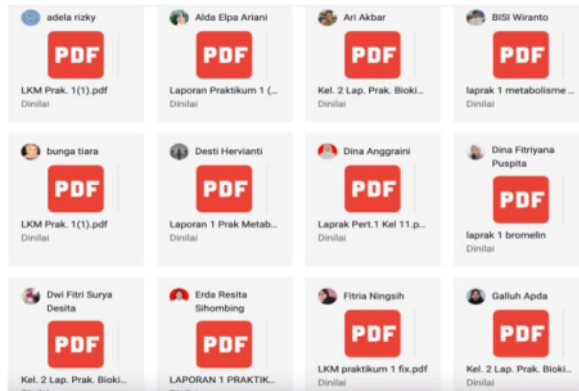 adela rizky
PDF
LKM Prak. 1(1).pdf
Dinilai
Alda Elpa Ariani
PDF
Laporan Praktikum 1 (...
Dinilai
Ari Akbar
PDF
Kel. 2 Lap. Prak. Bioki...
Dinilai
BISI Wiranto
PDF
laprak 1 metabolisme ...
Dinilai
bunga tiara
PDF
LKM Prak. 1(1).pdf
Dinilai
Desti Hervianti
PDF
Laporan 1 Prak Metab...
Dinilai
Dina Anggraini
PDF
Laprak Pert.1 Kel 11.p...
Dinilai
Dina Fitriyana
Puspita
PDF
laprak 1 bromelin
Dinilai
Dwi Fitri Surya
Desita
PDF
Kel. 2 Lap. Prak. Bioki...
Erda Resita
Sihombing
PDF
LAPORAN 1 PRAKTIK...
Fitria Ningsih
PDF
LKM praktikum 1 fix.pdf
Dinilai
Galluh Apda
PDF
Kel. 2 Lap. Prak. Bioki...
Dinilai